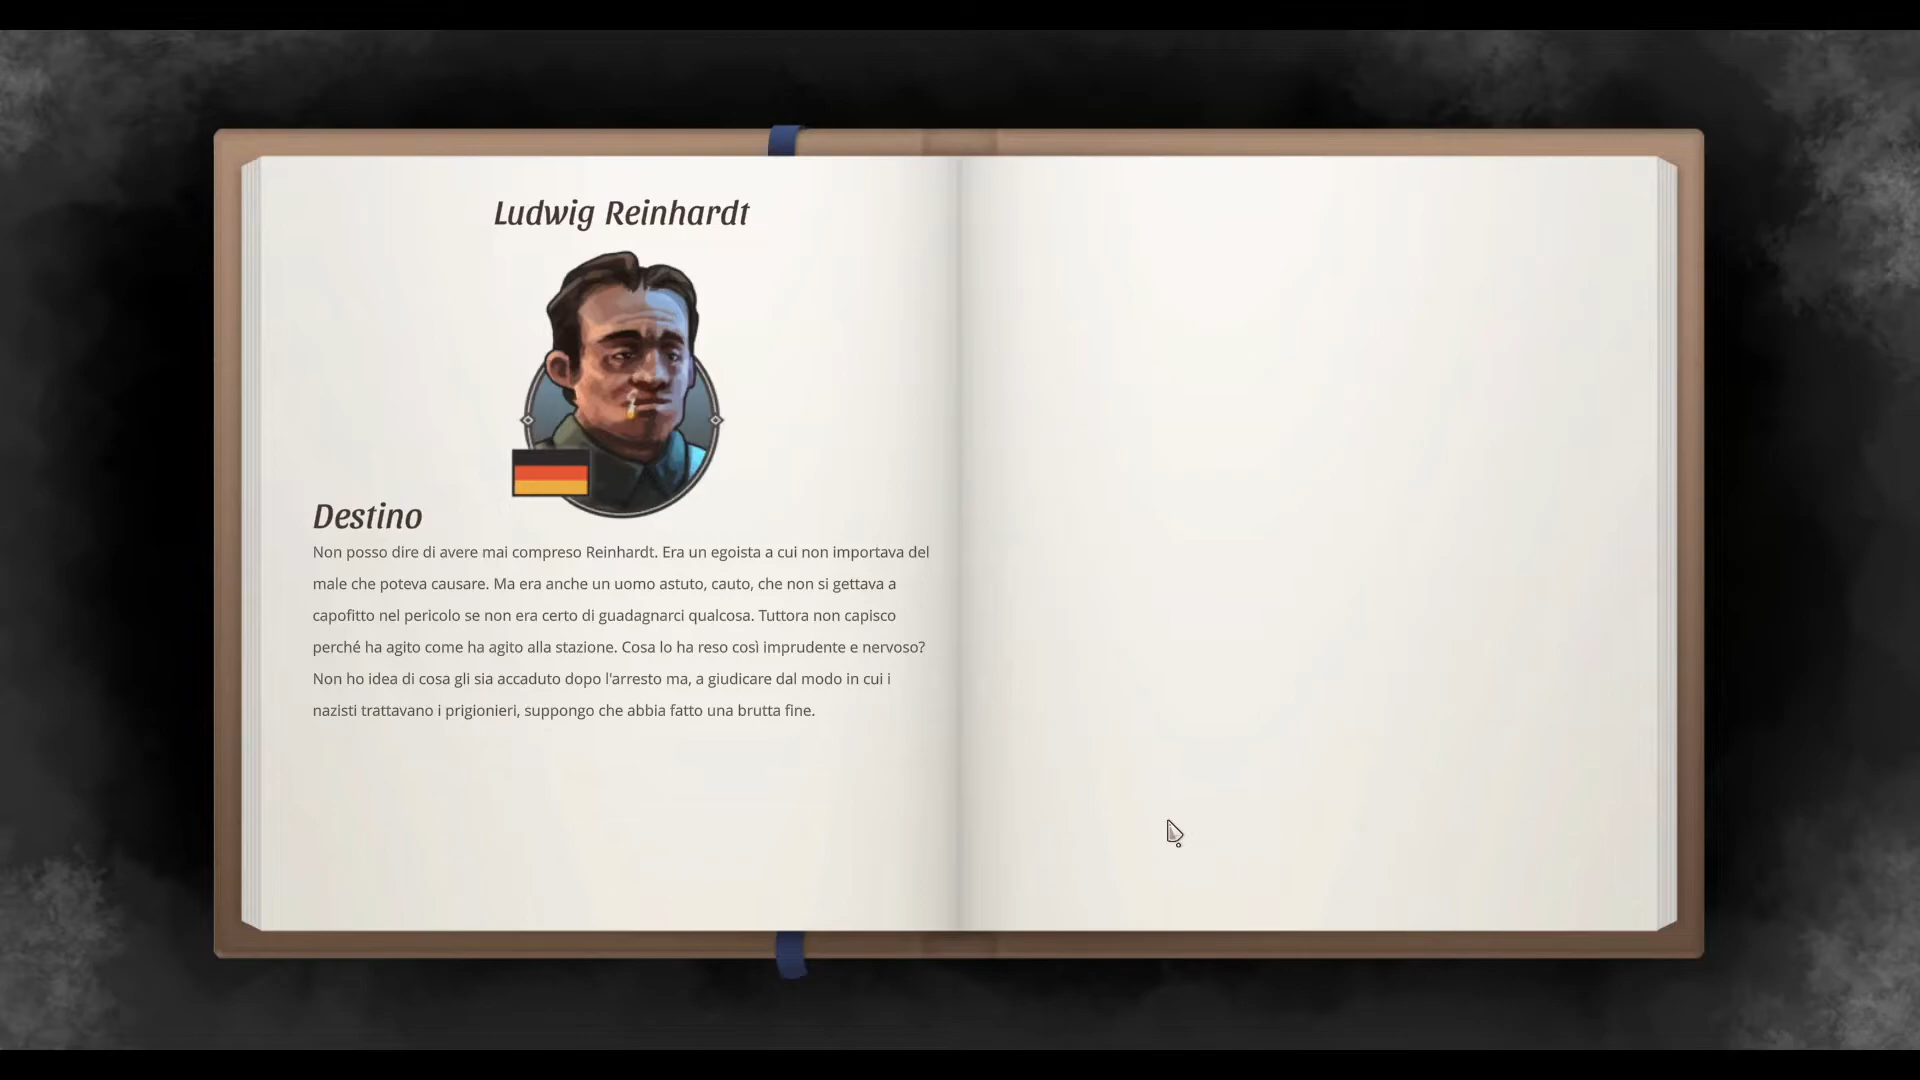 Ludwig Reinhardt
Destino
Non posso dire di avere mai compreso Reinhardt. Era un egoista a cui non importava del
male che poteva causare. Ma era anche un uomo astuto, cauto, che non si gettava a
capofitto nel pericolo se non era certo di guadagnarci qualcosa. Tuttora non capisco
perché ha agito come ha agito alla stazione. Cosa lo ha reso così imprudente e nervoso?
Non ho idea di cosa gli sia accaduto dopo l'arresto ma, a giudicare dal modo in cui i
nazisti trattavano i prigionieri, suppongo che abbia fatto una brutta fine.